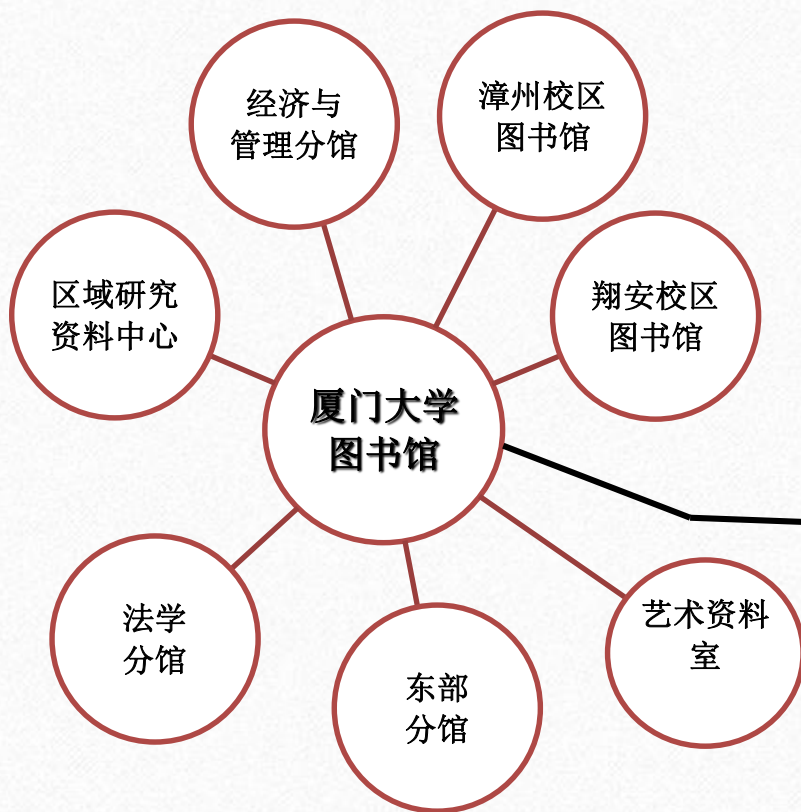 经济与
管理分馆
漳州校区
图书馆
区域研究
资料中心
翔安校区
图书馆
厦门大学
图书馆
法学
分馆
东部
分馆
艺术资料
室